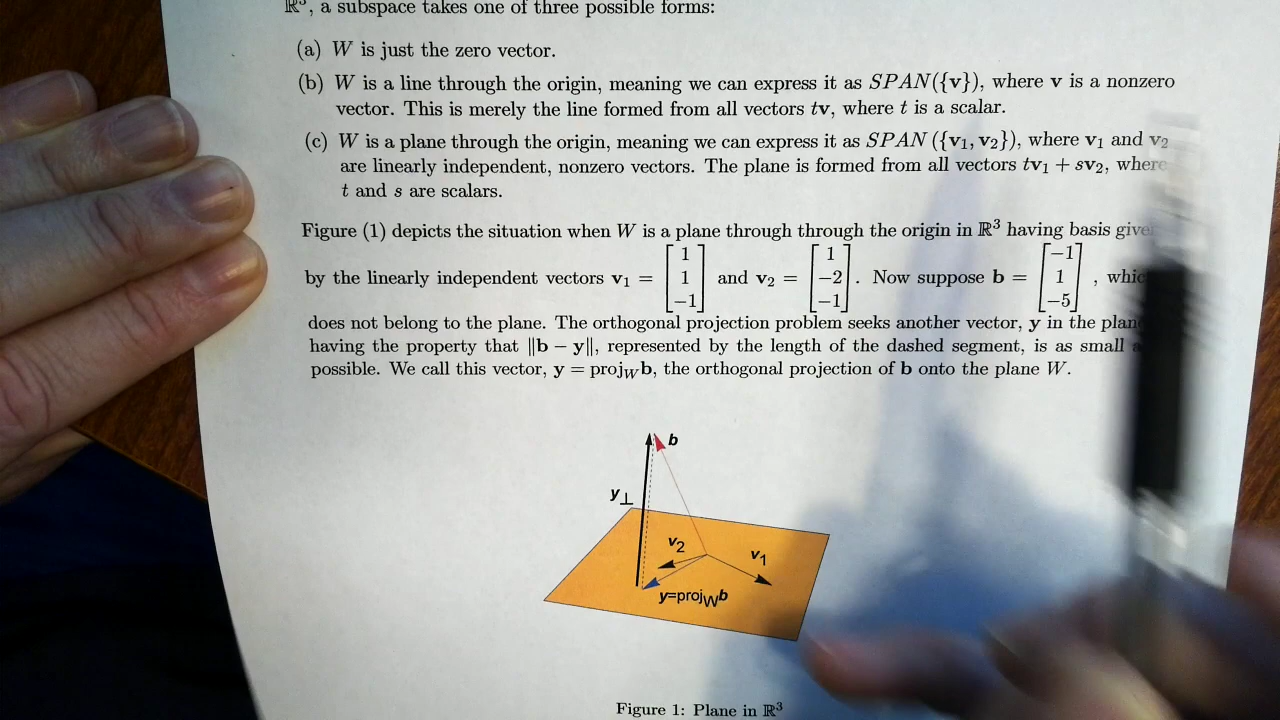 ℝ³, a subspace takes one of three possible forms:
(a) W is just the zero vector.
(b) W is a line through the origin, meaning we can express it as SPAN({v}), where v is a nonzero
vector. This is merely the line formed from all vectors tv, where t is a scalar.
(c) W is a plane through the origin, meaning we can express it as SPAN ({v₁, v₂}), where v₁ and v₂
are linearly independent, nonzero vectors. The plane is formed from all vectors tv₁ + sv₂, where
t and s are scalars.
Figure (1) depicts the situation when W is a plane through through the origin in ℝ³ having basis give
by the linearly independent vectors v₁ = [1 1 −1] and v₂ = [1 −2 −1]. Now suppose b = [−1 1 −5], whic
does not belong to the plane. The orthogonal projection problem seeks another vector, y in the plan
having the property that ‖b − y‖, represented by the length of the dashed segment, is as small a
possible. We call this vector, y = proj_W b, the orthogonal projection of b onto the plane W.
b
y⊥
v₂
v₁
y=proj_W b
Figure 1: Plane in ℝ³